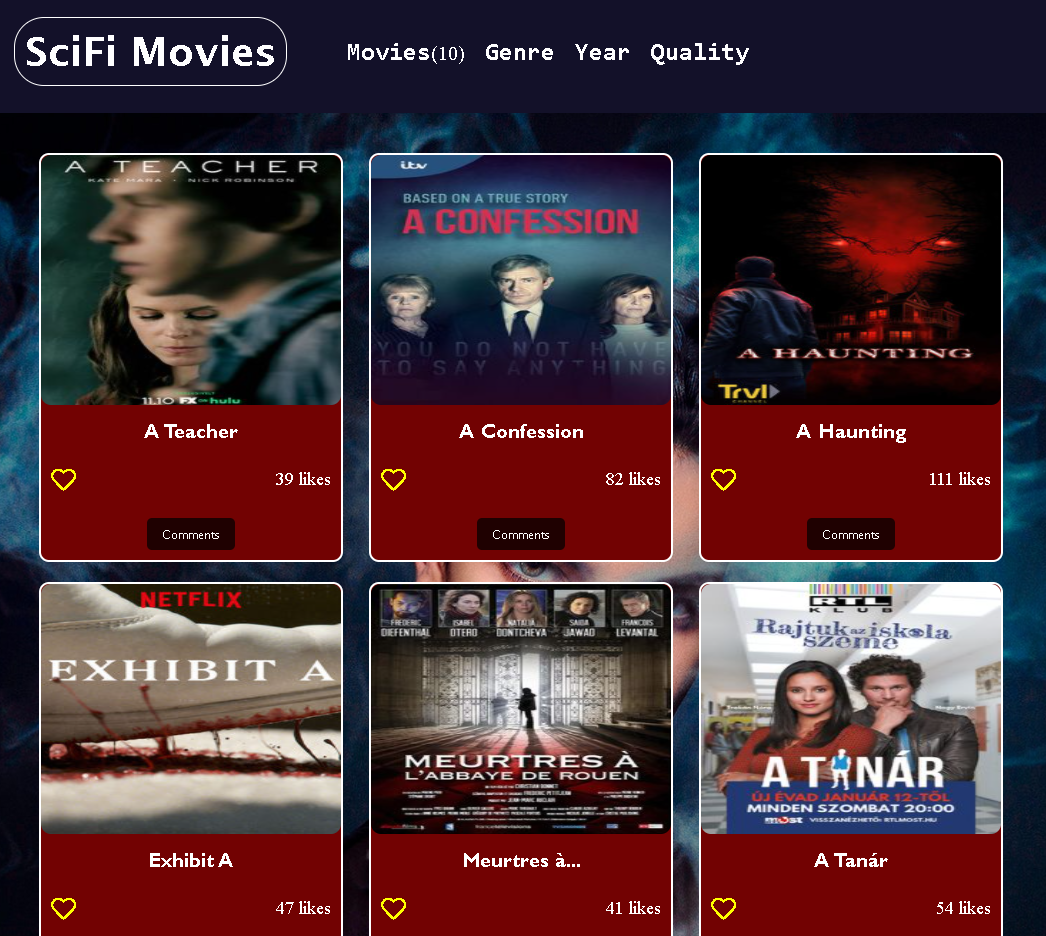 SciFi Movies
Movies(10) Genre Year Quality
A TEACHER
KATE MARA · NICK ROBINSON
11.10 FX on hulu
itv
BASED ON A TRUE STORY
A CONFESSION
YOU DO NOT HAVE
TO SAY ANYTHING
A HAUNTING
Trvl
CHANNEL
A Teacher
A Confession
A Haunting
39 likes
82 likes
111 likes
Comments
Comments
Comments
NETFLIX
EXHIBIT A
FREDERIC DIEFENTHAL
ISABEL OTERO
NATALIA DONTCHEVA
SAIDA JAWAD
FRANCOIS LEVANTAL
MEURTRES À
L'ABBAYE DE ROUEN
RTL
KLUB
Rajtuk az iskola
szeme
A TANÁR
ÚJ ÉVAD JANUÁR 12-TŐL
MINDEN SZOMBAT 20:00
most VISSZANÉZHETŐ: RTLMOST.HU
Exhibit A
Meurtres à...
A Tanár
47 likes
41 likes
54 likes